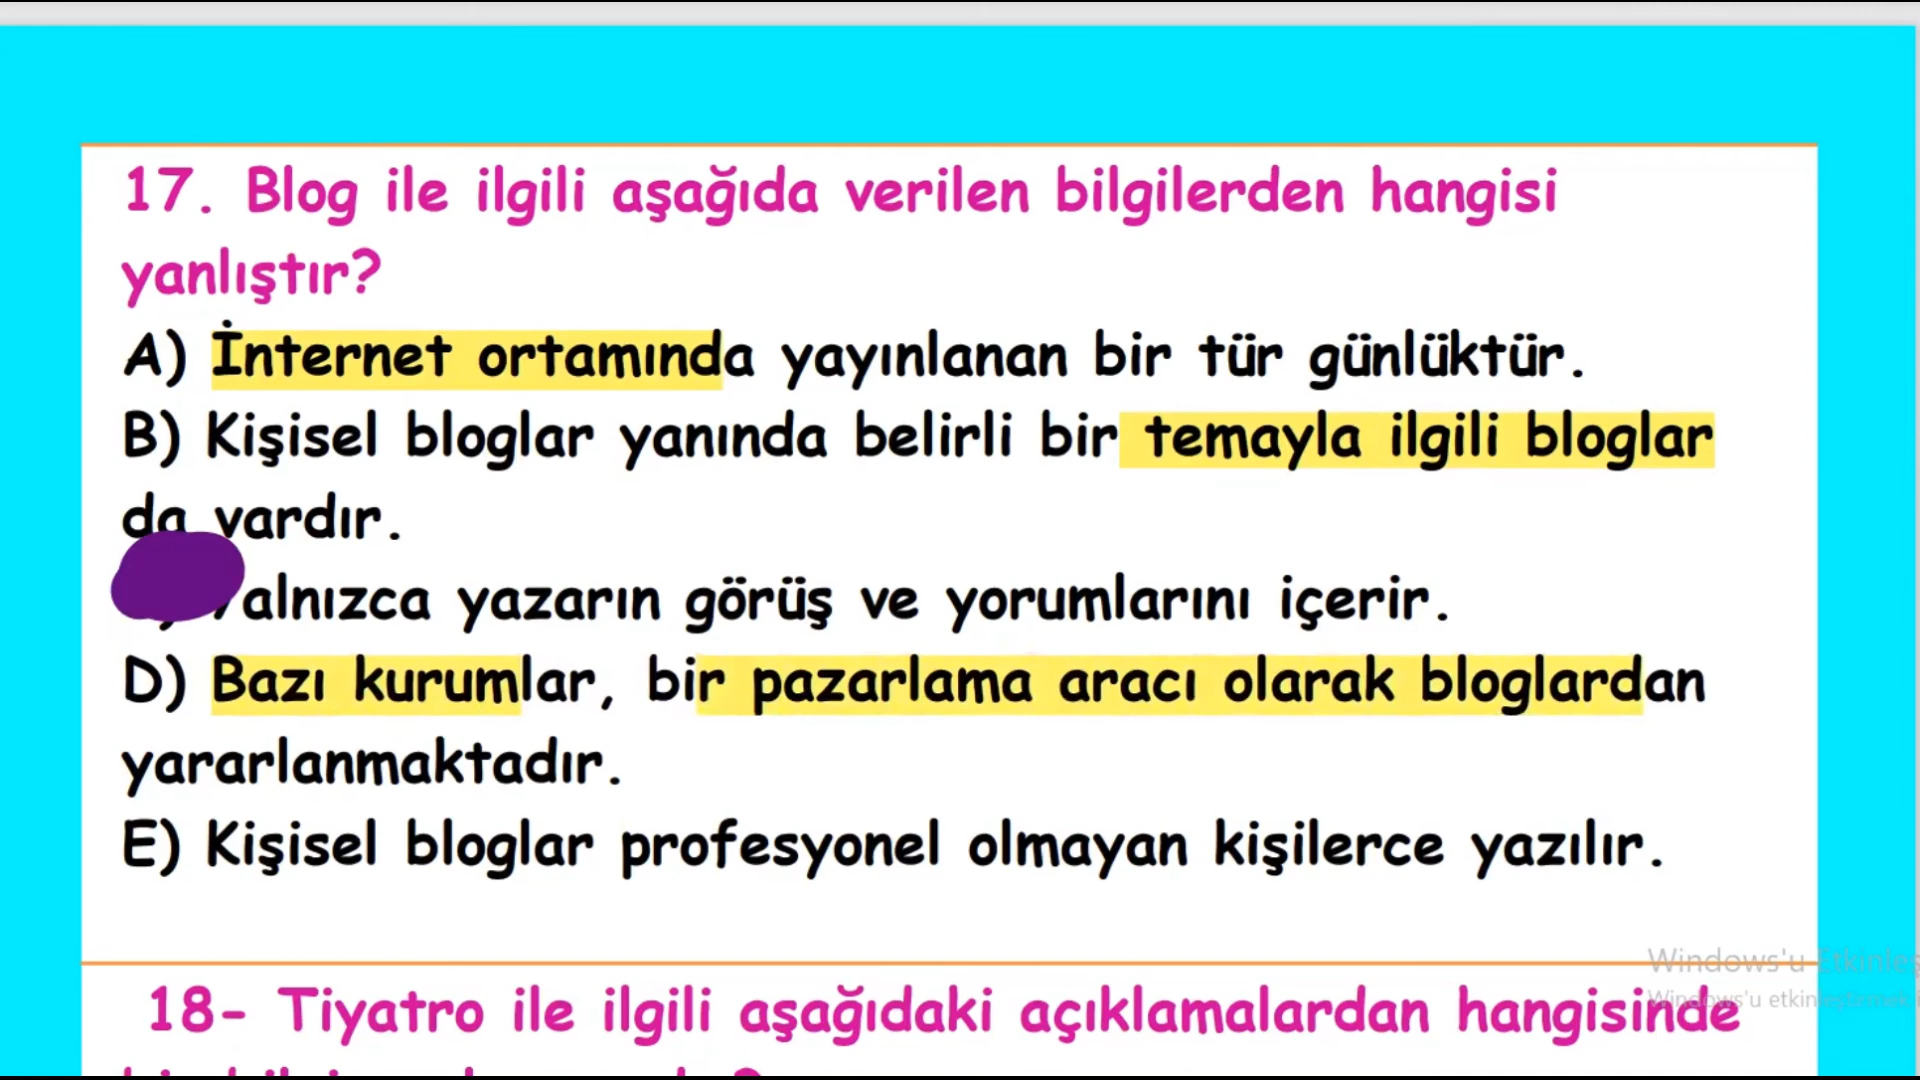 17. Blog ile ilgili aşağıda verilen bilgilerden hangisi
yanlıştır?
A) İnternet ortamında yayınlanan bir tür günlüktür.
B) Kişisel bloglar yanında belirli bir temayla ilgili bloglar
da vardır.
yazarın görüş ve yorumlarını içerir.
D) Bazı kurumlar, bir pazarlama aracı olarak bloglardan
yararlanmaktadır.
E) Kişisel bloglar profesyonel olmayan kişilerce yazılır.
Windows'u
18- Tiyatro ile ilgili aşağıdaki açıklamalardan hangisinde